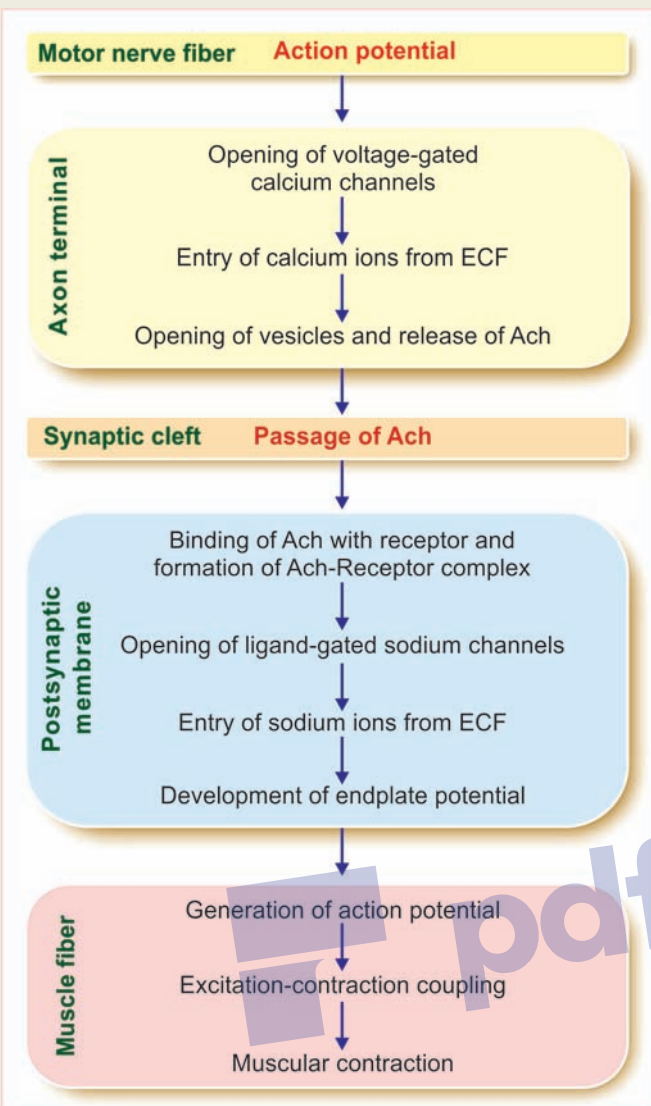 Motor nerve fiber Action potential
Axon terminal
Opening of voltage-gated
calcium channels
Entry of calcium ions from ECF
Opening of vesicles and release of Ach
Synaptic cleft Passage of Ach
Postsynaptic
membrane
Binding of Ach with receptor and
formation of Ach-Receptor complex
Opening of ligand-gated sodium channels
Entry of sodium ions from ECF
Development of endplate potential
Muscle fiber
Generation of action potential
Excitation-contraction coupling
Muscular contraction
pdf